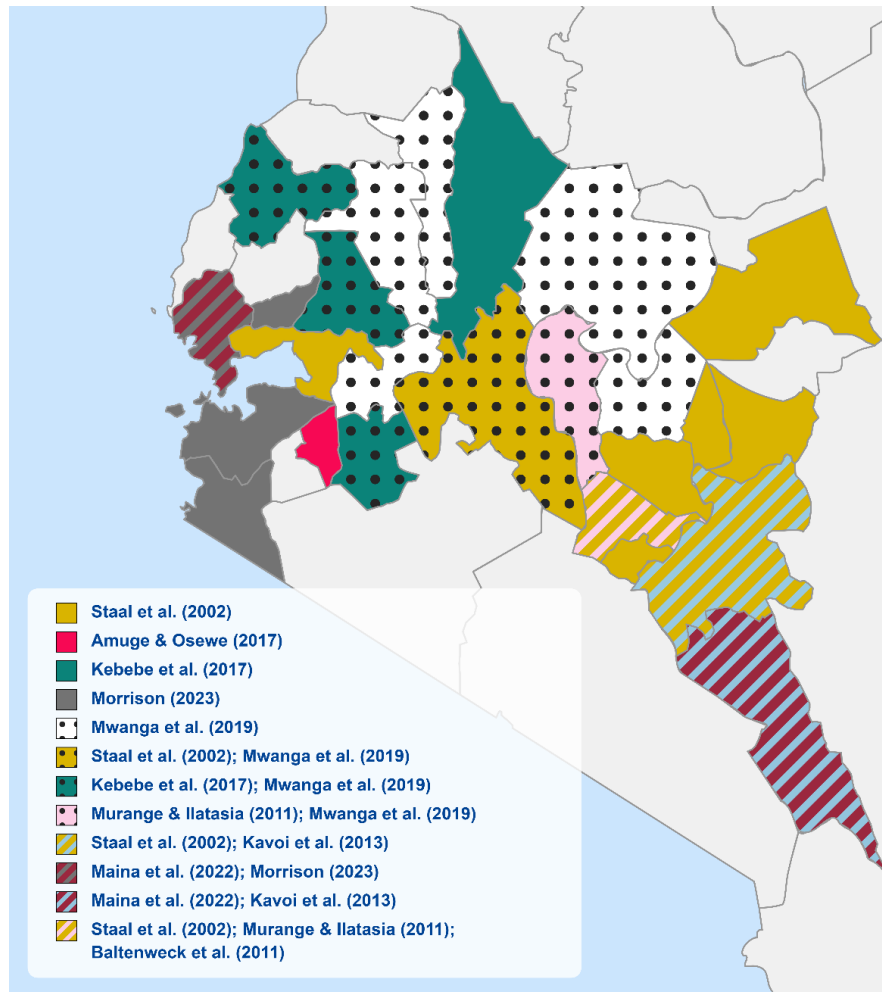 Staal et al. (2002)
Amuge & Osewe (2017)
Kebebe et al. (2017)
Morrison (2023)
Mwanga et al. (2019)
Staal et al. (2002); Mwanga et al. (2019)
Kebebe et al. (2017); Mwanga et al. (2019)
Murange & Ilatasia (2011); Mwanga et al. (2019)
Staal et al. (2002); Kavoi et al. (2013)
Maina et al. (2022); Morrison (2023)
Maina et al. (2022); Kavoi et al. (2013)
Staal et al. (2002); Murange & Ilatasia (2011);
Baltenweck et al. (2011)